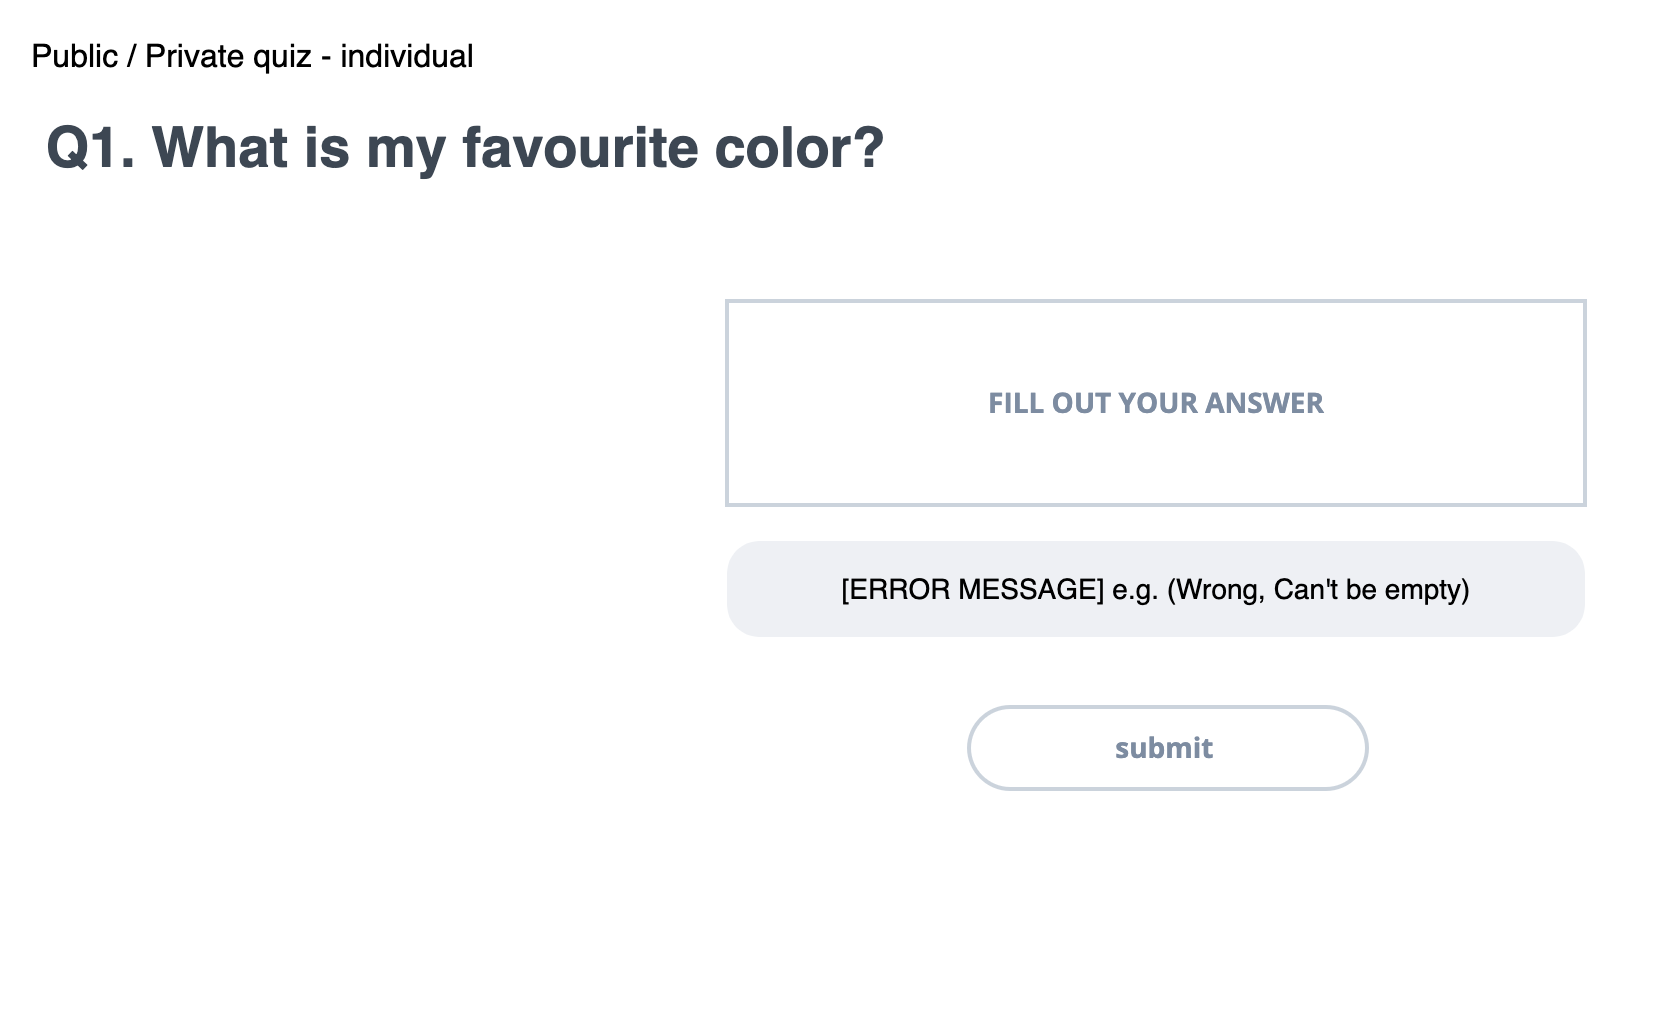 Public / Private quiz - individual
Q1. What is my favourite color?
FILL OUT YOUR ANSWER
[ERROR MESSAGE] e.g. (Wrong, Can't be empty)
submit